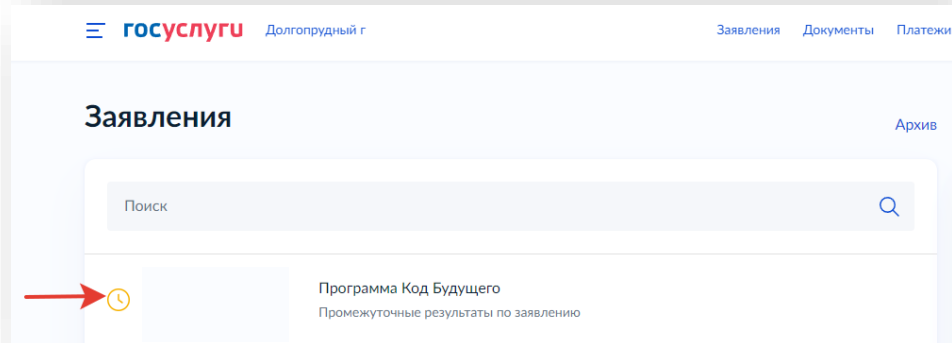 госуслуги Долгопрудный г Заявления Документы Платежи
Заявления
Архив
Поиск
Программа Код Будущего
Промежуточные результаты по заявлению